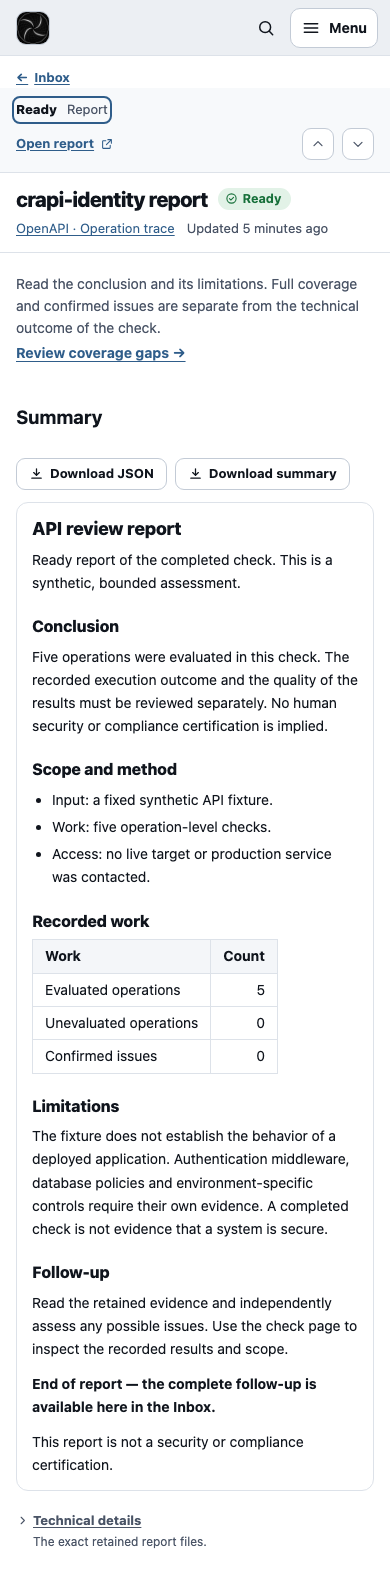 Menu
← Inbox
Ready Report
Open report
crapi-identity report Ready
OpenAPI · Operation trace Updated 5 minutes ago
Read the conclusion and its limitations. Full coverage
and confirmed issues are separate from the technical
outcome of the check.
Review coverage gaps →
Summary
Download JSON Download summary
API review report
Ready report of the completed check. This is a
synthetic, bounded assessment.
Conclusion
Five operations were evaluated in this check. The
recorded execution outcome and the quality of the
results must be reviewed separately. No human
security or compliance certification is implied.
Scope and method
• Input: a fixed synthetic API fixture.
• Work: five operation-level checks.
• Access: no live target or production service
was contacted.
Recorded work
Work Count
Evaluated operations 5
Unevaluated operations 0
Confirmed issues 0
Limitations
The fixture does not establish the behavior of a
deployed application. Authentication middleware,
database policies and environment-specific
controls require their own evidence. A completed
check is not evidence that a system is secure.
Follow-up
Read the retained evidence and independently
assess any possible issues. Use the check page to
inspect the recorded results and scope.
End of report — the complete follow-up is
available here in the Inbox.
This report is not a security or compliance
certification.
Technical details
The exact retained report files.